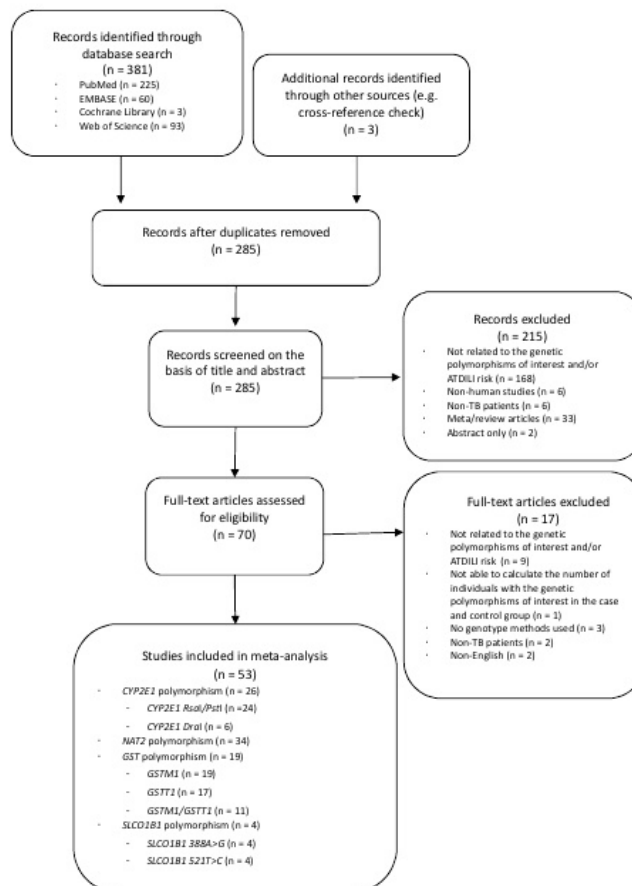 Records identified through
database search
(n = 381)
· PubMed (n = 225)
· EMBASE (n = 60)
· Cochrane Library (n = 3)
· Web of Science (n = 93)
Additional records identified
through other sources (e.g.
cross-reference check)
(n = 3)
Records after duplicates removed
(n = 285)
Records screened on the
basis of title and abstract
(n = 285)
Records excluded
(n = 215)
· Not related to the genetic
polymorphisms of interest and/or
ATDILI risk (n = 168)
· Non-human studies (n = 6)
· Non-TB patients (n = 6)
· Meta/review articles (n = 33)
· Abstract only (n = 2)
Full-text articles assessed
for eligibility
(n = 70)
Full-text articles excluded
(n = 17)
· Not related to the genetic
polymorphisms of interest and/or
ATDILI risk (n = 9)
· Not able to calculate the number of
individuals with the genetic
polymorphisms of interest in the case
and control group (n = 1)
· No genotype methods used (n = 3)
· Non-TB patients (n = 2)
· Non-English (n = 2)
Studies included in meta-analysis
(n = 53)
· CYP2E1 polymorphism (n = 26)
- CYP2E1 RsaI/PstI (n =24)
- CYP2E1 DraI (n = 6)
· NAT2 polymorphism (n = 34)
· GST polymorphism (n = 19)
- GSTM1 (n = 19)
- GSTT1 (n = 17)
- GSTM1/GSTT1 (n = 11)
· SLCO1B1 polymorphism (n = 4)
- SLCO1B1 388A>G (n = 4)
- SLCO1B1 521T>C (n = 4)